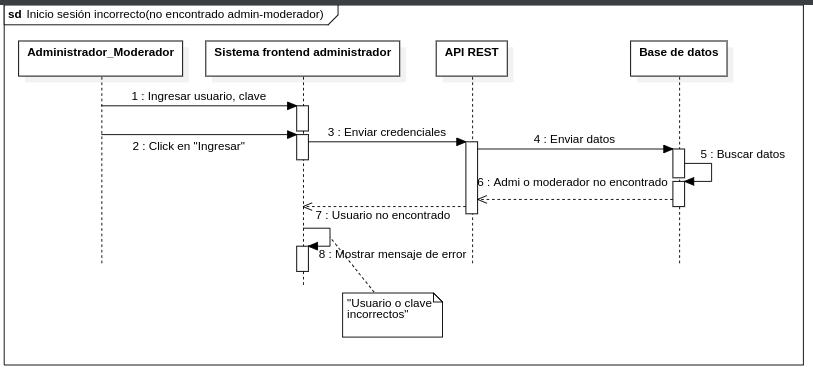 sd Inicio sesión incorrecto(no encontrado admin-moderador)
Administrador_Moderador
Sistema frontend administrador
API REST
Base de datos
1 : Ingresar usuario, clave
2 : Click en "Ingresar"
3 : Enviar credenciales
4 : Enviar datos
5 : Buscar datos
6 : Admi o moderador no encontrado
7 : Usuario no encontrado
8 : Mostrar mensaje de error
"Usuario o clave
incorrectos"